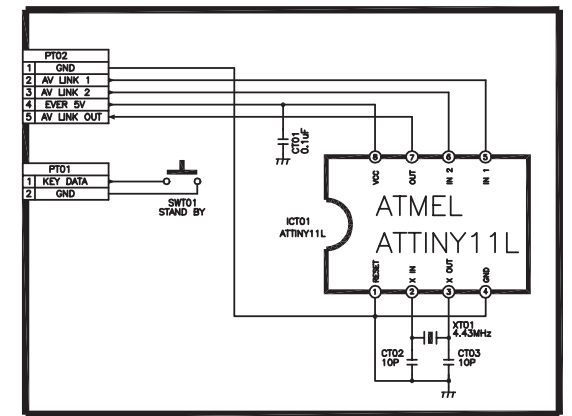 PT02
1 GND
2 AV LINK 1
3 AV LINK 2
4 EVER 5V
5 AV LINK OUT
CT01
0.1uF
PT01
1 KEY DATA
2 GND
SWT01
STAND BY
8 7 6 5
VCC OUT IN 2 IN 1
ICT01
ATTINY11L
ATMEL
ATTINY11L
RESET X IN X OUT GND
1 2 3 4
XT01
4.43MHz
CT02
10P
CT03
10P